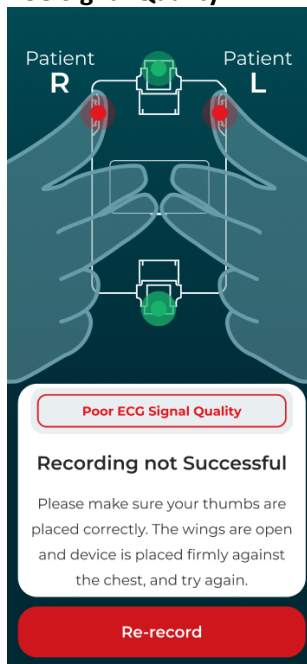 Patient
R
Patient
L
Poor ECG Signal Quality
Recording not Successful
Please make sure your thumbs are
placed correctly. The wings are open
and device is placed firmly against
the chest, and try again.
Re-record